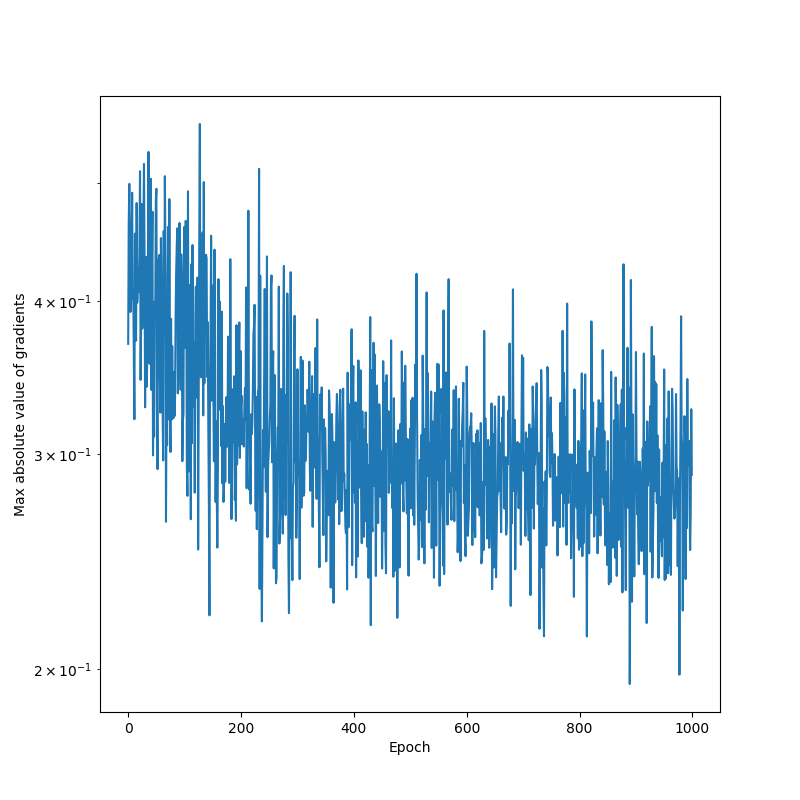 Max absolute value of gradients
4 × 10⁻¹
3 × 10⁻¹
2 × 10⁻¹
0 200 400 600 800 1000
Epoch